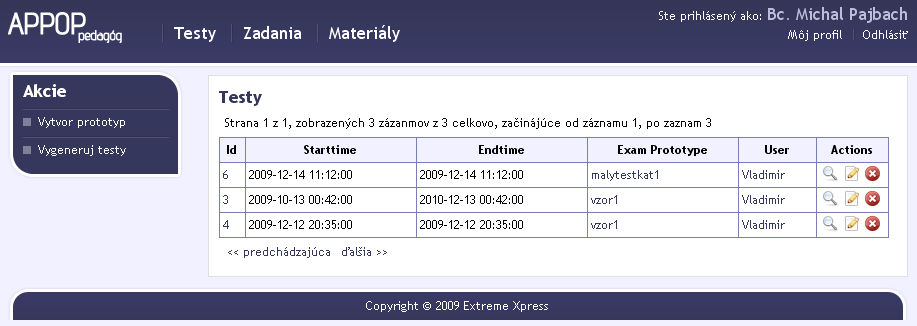 APPOP
pedagóg
Testy
Zadania
Materiály
Ste prihlásený ako: Bc. Michal Pajbach
Môj profil
Odhlásiť
Akcie
Vytvor prototyp
Vygeneruj testy
Testy
Strana 1 z 1, zobrazených 3 zázanmov z 3 celkovo, začinájúce od záznamu 1, po zaznam 3
Id Starttime Endtime Exam Prototype User Actions
6 2009-12-14 11:12:00 2009-12-14 11:12:00 malytestkat1 Vladimir
3 2009-10-13 00:42:00 2010-12-13 00:42:00 vzor1 Vladimir
4 2009-12-12 20:35:00 2009-12-12 20:35:00 vzor1 Vladimir
<< predchádzajúca ďalšia >>
Copyright © 2009 Extreme Xpress